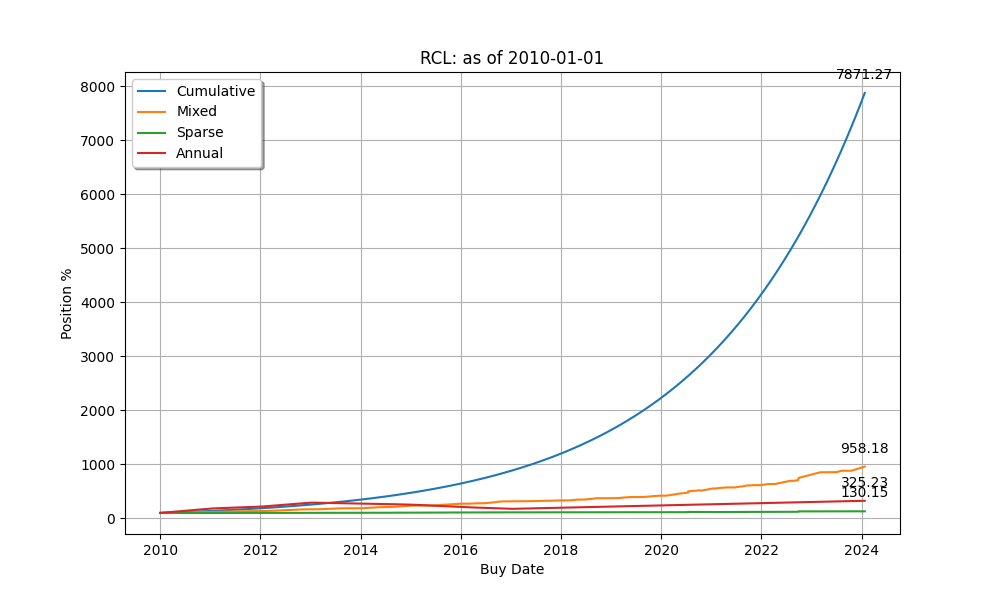 RCL: as of 2010-01-01
7871.27
Cumulative
Mixed
Sparse
Annual
8000
7000
6000
5000
4000
3000
2000
1000
0
Position %
958.18
325.23
130.15
2010 2012 2014 2016 2018 2020 2022 2024
Buy Date